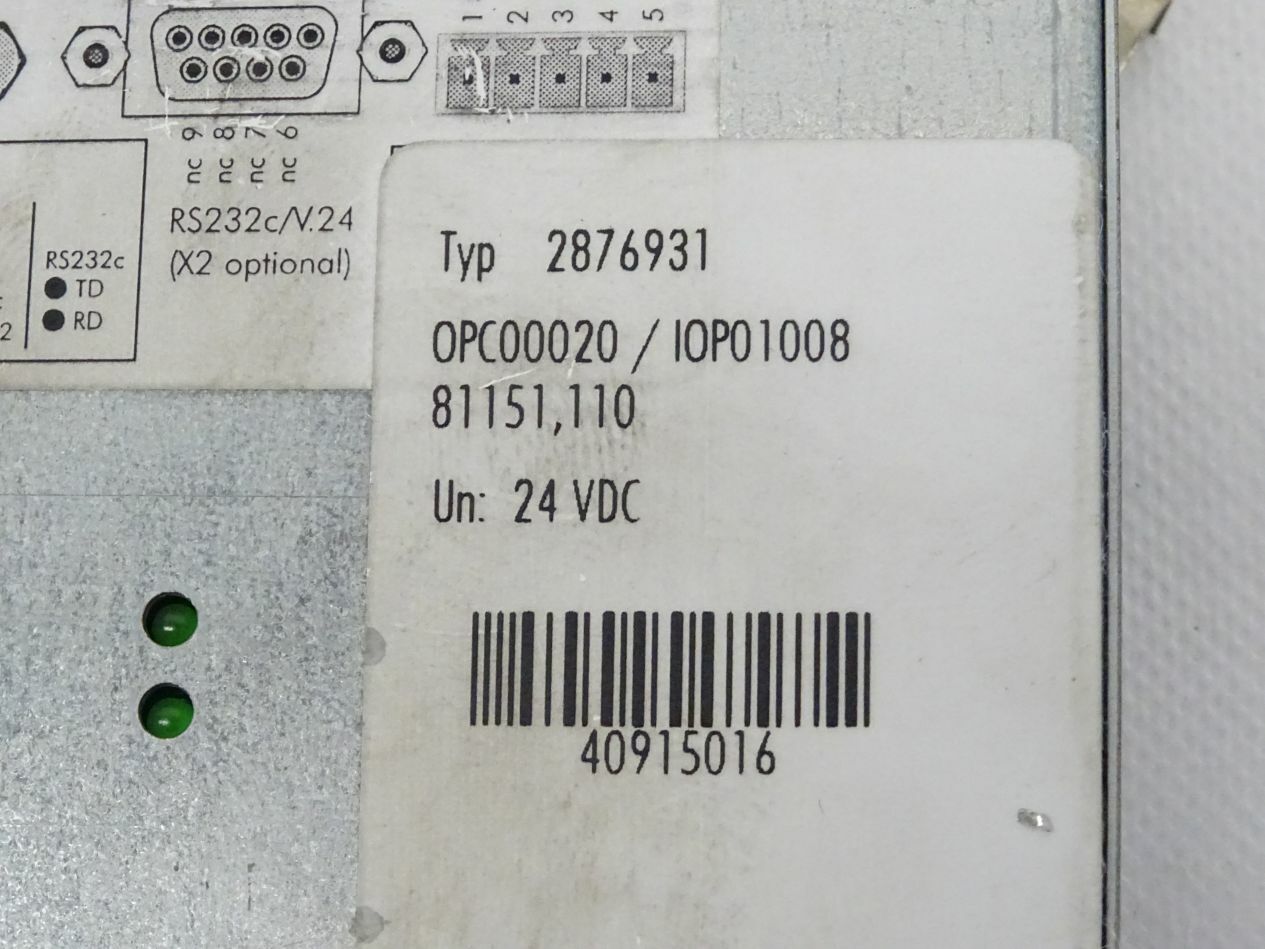 1 2 3 4 5
nc 9
nc 8
nc 7
nc 6
RS232c/V.24
(X2 optional)
RS232c
TD
RD
2
Typ 2876931
OPC00020 / IOP01008
81151,110
Un: 24 VDC
40915016